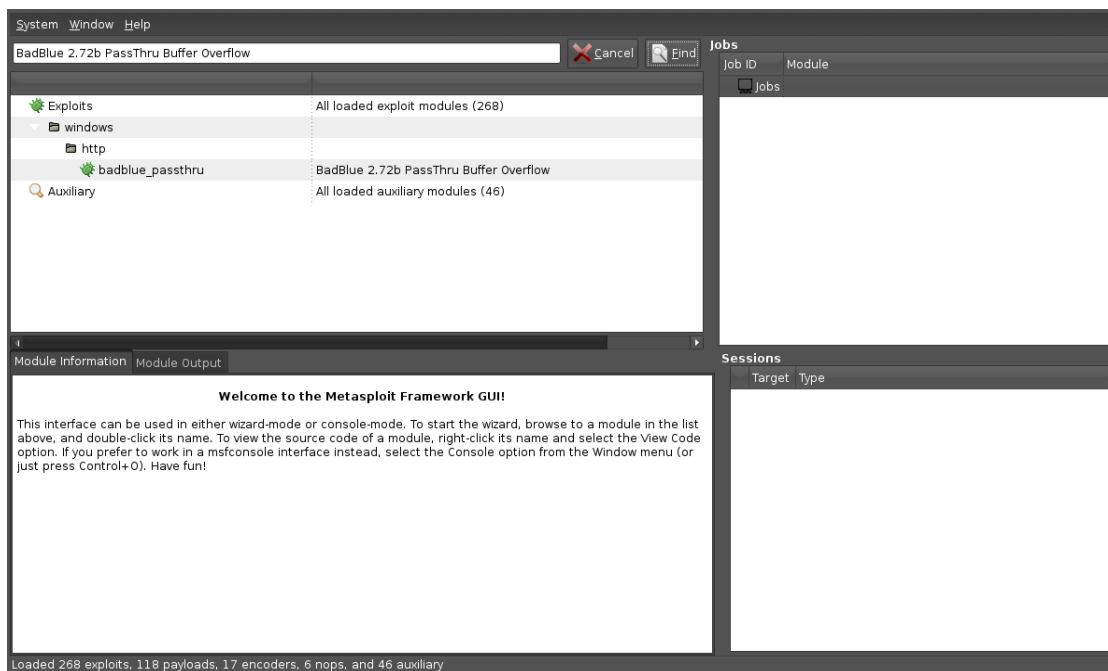 System Window Help
BadBlue 2.72b PassThru Buffer Overflow
Cancel
Find
Exploits All loaded exploit modules (268)
windows
http
badblue_passthru BadBlue 2.72b PassThru Buffer Overflow
Auxiliary All loaded auxiliary modules (46)
Jobs
Job ID Module
Jobs
Module Information Module Output
Welcome to the Metasploit Framework GUI!
This interface can be used in either wizard-mode or console-mode. To start the wizard, browse to a module in the list
above, and double-click its name. To view the source code of a module, right-click its name and select the View Code
option. If you prefer to work in a msfconsole interface instead, select the Console option from the Window menu (or
just press Control+O). Have fun!
Sessions
Target Type
Loaded 268 exploits, 118 payloads, 17 encoders, 6 nops, and 46 auxiliary